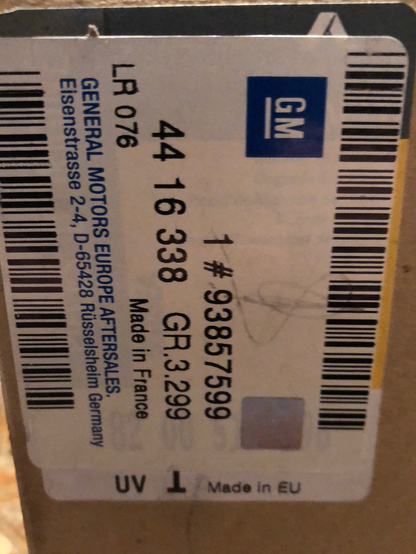 GM
1 # 93857599
44 16 338 GR.3.299
Made in France
LR 076
GENERAL MOTORS EUROPE AFTERSALES.
Eisenstrasse 2-4, D-65428 Rüsselsheim Germany
UV 1 Made in EU